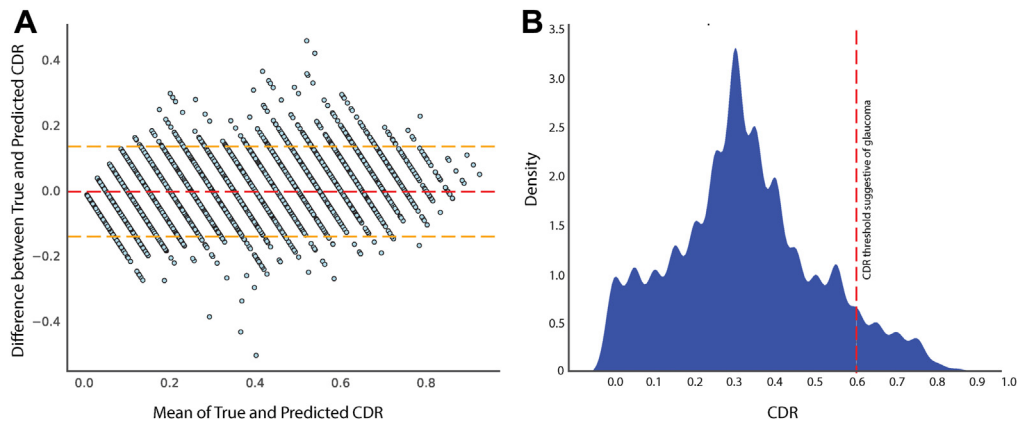 A
Difference between True and Predicted CDR
0.4
0.2
0.0
−0.2
−0.4
0.0 0.2 0.4 0.6 0.8
Mean of True and Predicted CDR
B
Density
3.5
3.0
2.5
2.0
1.5
1.0
0.5
0
CDR threshold suggestive of glaucoma
0.0 0.1 0.2 0.3 0.4 0.5 0.6 0.7 0.8 0.9 1.0
CDR